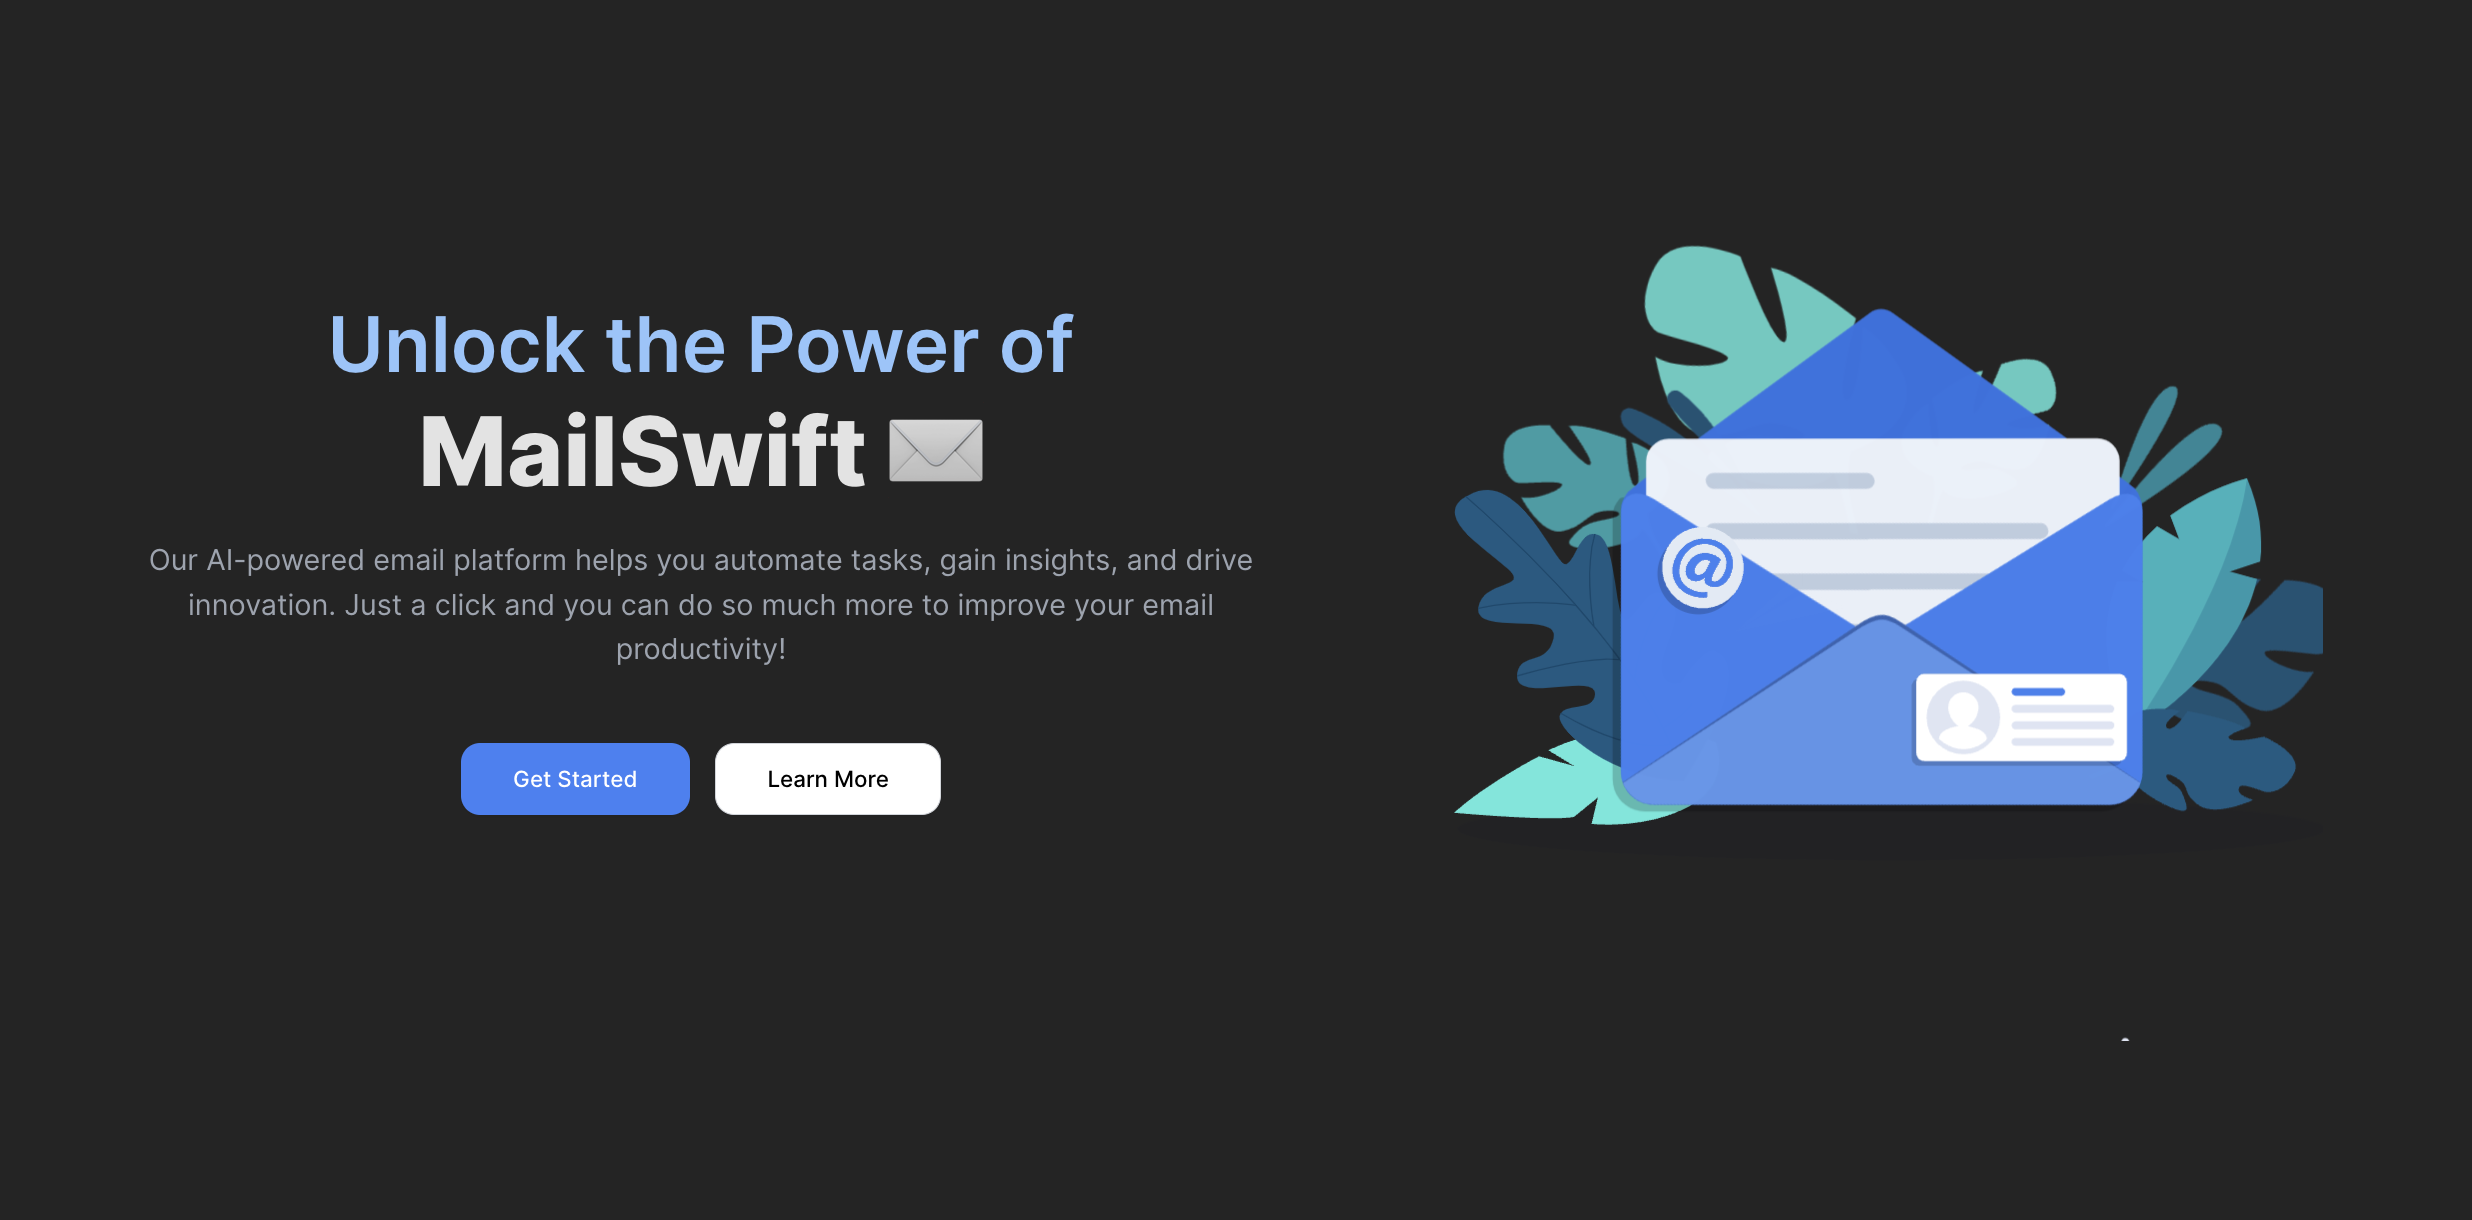 Unlock the Power of
MailSwift ✉️
Our AI-powered email platform helps you automate tasks, gain insights, and drive
innovation. Just a click and you can do so much more to improve your email
productivity!
Get Started
Learn More
@